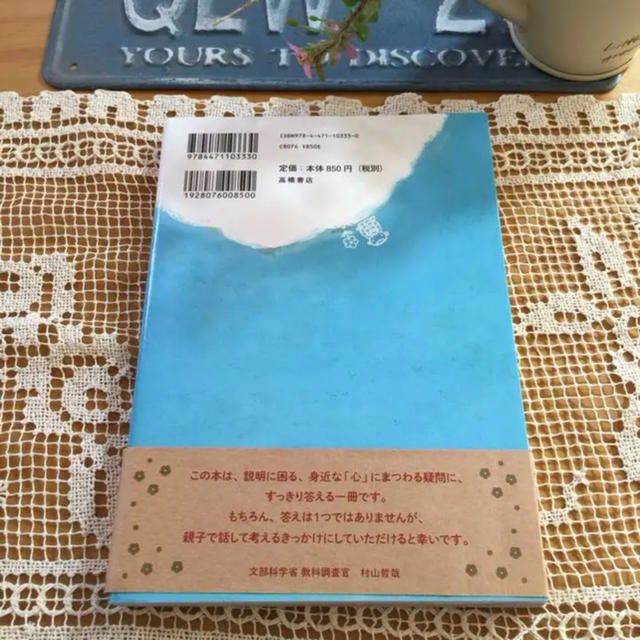 YOURS TO DISCOVER
9784471103330
ISBN978-4-471-10333-0
C8076 ¥850E
定価：本体850円（税別）
高橋書店
1928076008500
この本は、説明に困る、身近な「心」にまつわる疑問に、
すっきり答える一冊です。
もちろん、答えは1つではありませんが、
親子で話して考えるきっかけにしていただけると幸いです。
文部科学省 教科調査官　村山哲哉